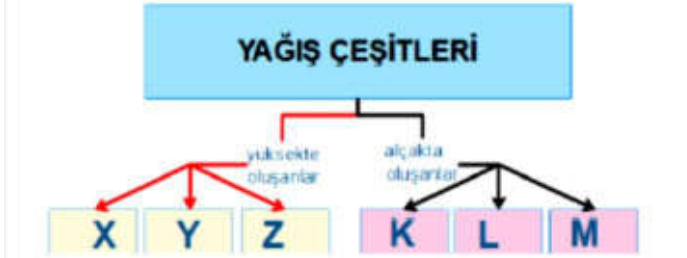 YAĞIŞ ÇEŞİTLERİ
yüksekte
oluşanlar
alçakta
oluşanlar
X Y Z K L M